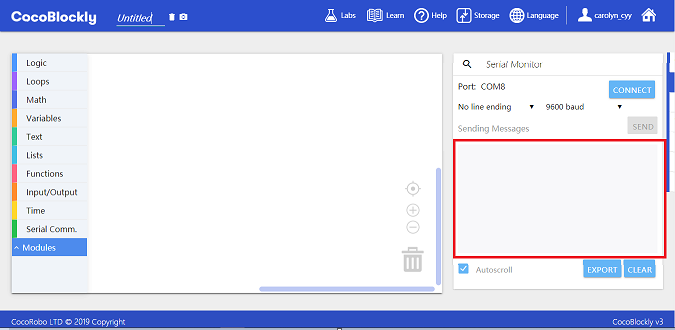 CocoBlockly Untitled Labs Learn Help Storage Language carolyn_cyy
Logic
Loops
Math
Variables
Text
Lists
Functions
Input/Output
Time
Serial Comm.
Modules
Serial Monitor
Port: COM8 CONNECT
No line ending 9600 baud
Sending Messages SEND
Autoscroll EXPORT CLEAR
CocoRobo LTD © 2019 Copyright CocoBlockly v3